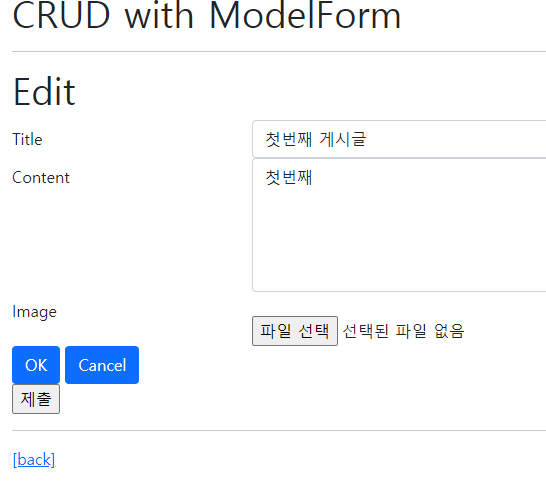 CRUD with ModelForm
Edit
Title 첫번째 게시글
Content 첫번째
Image 파일 선택 선택된 파일 없음
OK Cancel
제출
[back]